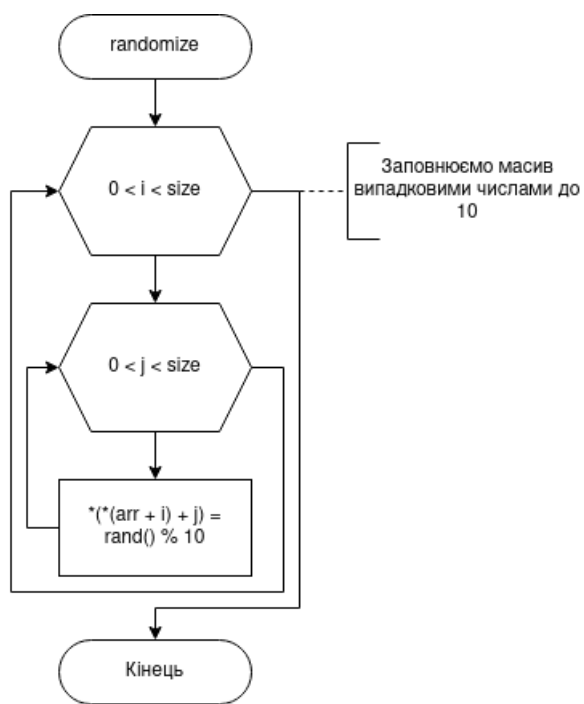 randomize
0 < i < size
Заповнюємо масив
випадковими числами до
10
0 < j < size
*(*(arr + i) + j) =
rand() % 10
Кінець